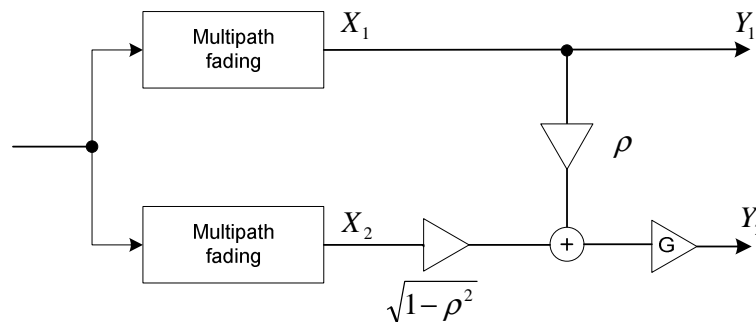 Multipath
fading
X₁
Y₁
ρ
Multipath
fading
X₂
√(1−ρ²)
+
G
Y